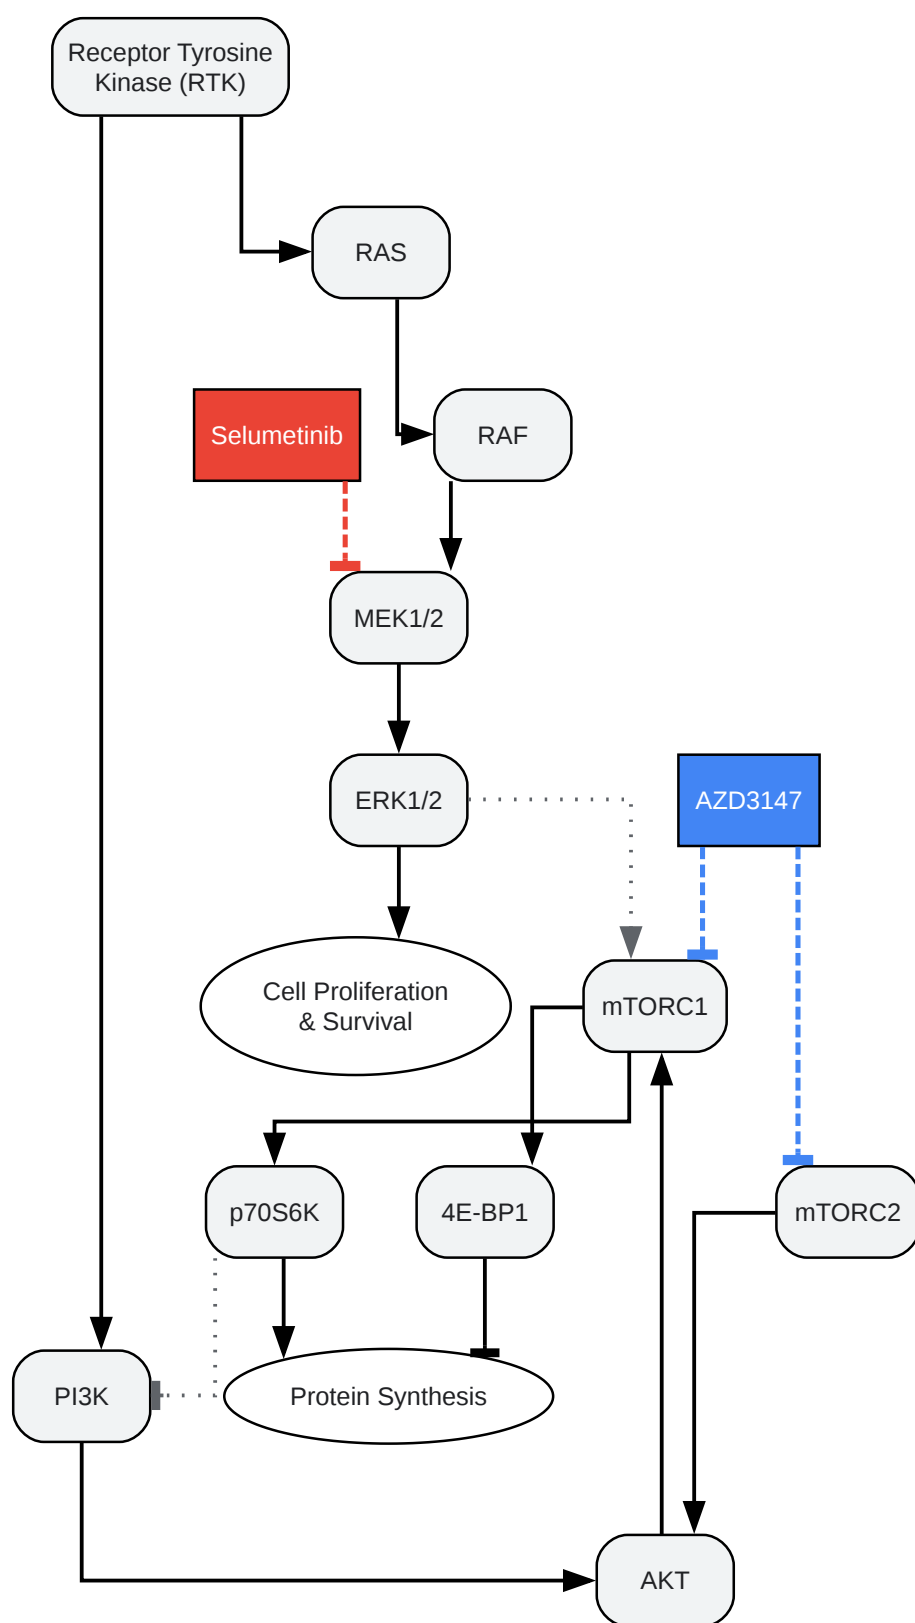 Receptor Tyrosine
Kinase (RTK)
RAS
Selumetinib
RAF
MEK1/2
ERK1/2
AZD3147
Cell Proliferation
& Survival
mTORC1
p70S6K
4E-BP1
mTORC2
PI3K
Protein Synthesis
AKT